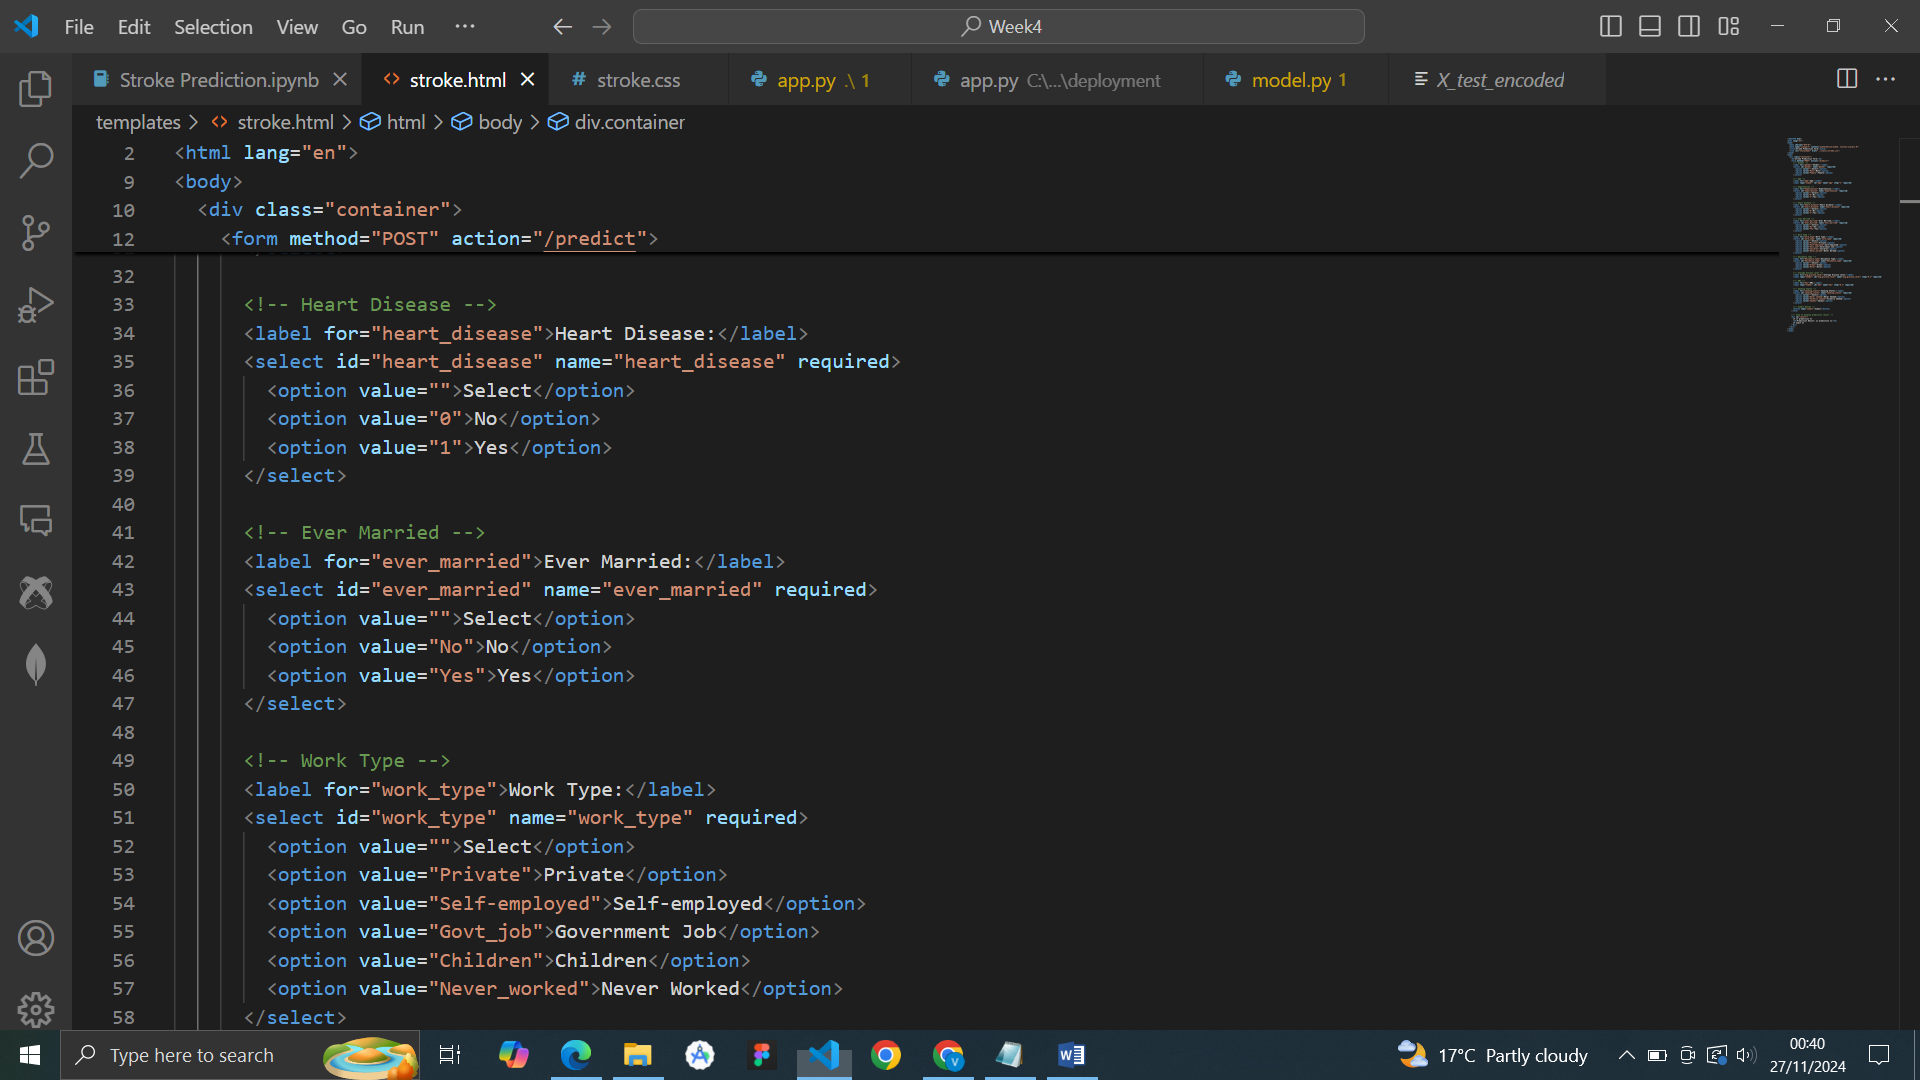 File Edit Selection View Go Run ··· Week4
Stroke Prediction.ipynb stroke.html stroke.css app.py .\ 1 app.py C:\...\deployment model.py 1 X_test_encoded
templates > stroke.html > html > body > div.container
2 <html lang="en">
9 <body>
10 <div class="container">
12 <form method="POST" action="/predict">
32
33 <!-- Heart Disease -->
34 <label for="heart_disease">Heart Disease:</label>
35 <select id="heart_disease" name="heart_disease" required>
36 <option value="">Select</option>
37 <option value="0">No</option>
38 <option value="1">Yes</option>
39 </select>
40
41 <!-- Ever Married -->
42 <label for="ever_married">Ever Married:</label>
43 <select id="ever_married" name="ever_married" required>
44 <option value="">Select</option>
45 <option value="No">No</option>
46 <option value="Yes">Yes</option>
47 </select>
48
49 <!-- Work Type -->
50 <label for="work_type">Work Type:</label>
51 <select id="work_type" name="work_type" required>
52 <option value="">Select</option>
53 <option value="Private">Private</option>
54 <option value="Self-employed">Self-employed</option>
55 <option value="Govt_job">Government Job</option>
56 <option value="Children">Children</option>
57 <option value="Never_worked">Never Worked</option>
58 </select>
Type here to search 17°C Partly cloudy 00:40
27/11/2024